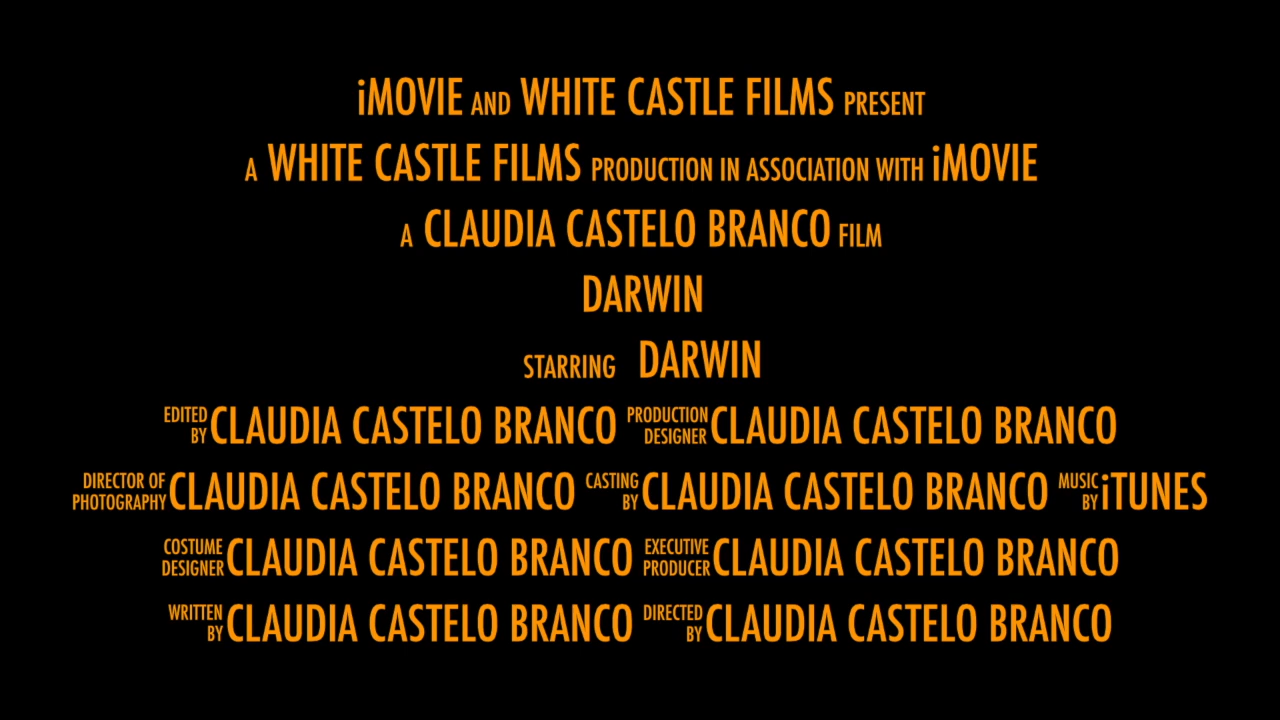 iMOVIE AND WHITE CASTLE FILMS PRESENT
A WHITE CASTLE FILMS PRODUCTION IN ASSOCIATION WITH iMOVIE
A CLAUDIA CASTELO BRANCO FILM
DARWIN
STARRING DARWIN
EDITED BY CLAUDIA CASTELO BRANCO PRODUCTION DESIGNER CLAUDIA CASTELO BRANCO
DIRECTOR OF PHOTOGRAPHY CLAUDIA CASTELO BRANCO CASTING BY CLAUDIA CASTELO BRANCO MUSIC BY iTUNES
COSTUME DESIGNER CLAUDIA CASTELO BRANCO EXECUTIVE PRODUCER CLAUDIA CASTELO BRANCO
WRITTEN BY CLAUDIA CASTELO BRANCO DIRECTED BY CLAUDIA CASTELO BRANCO